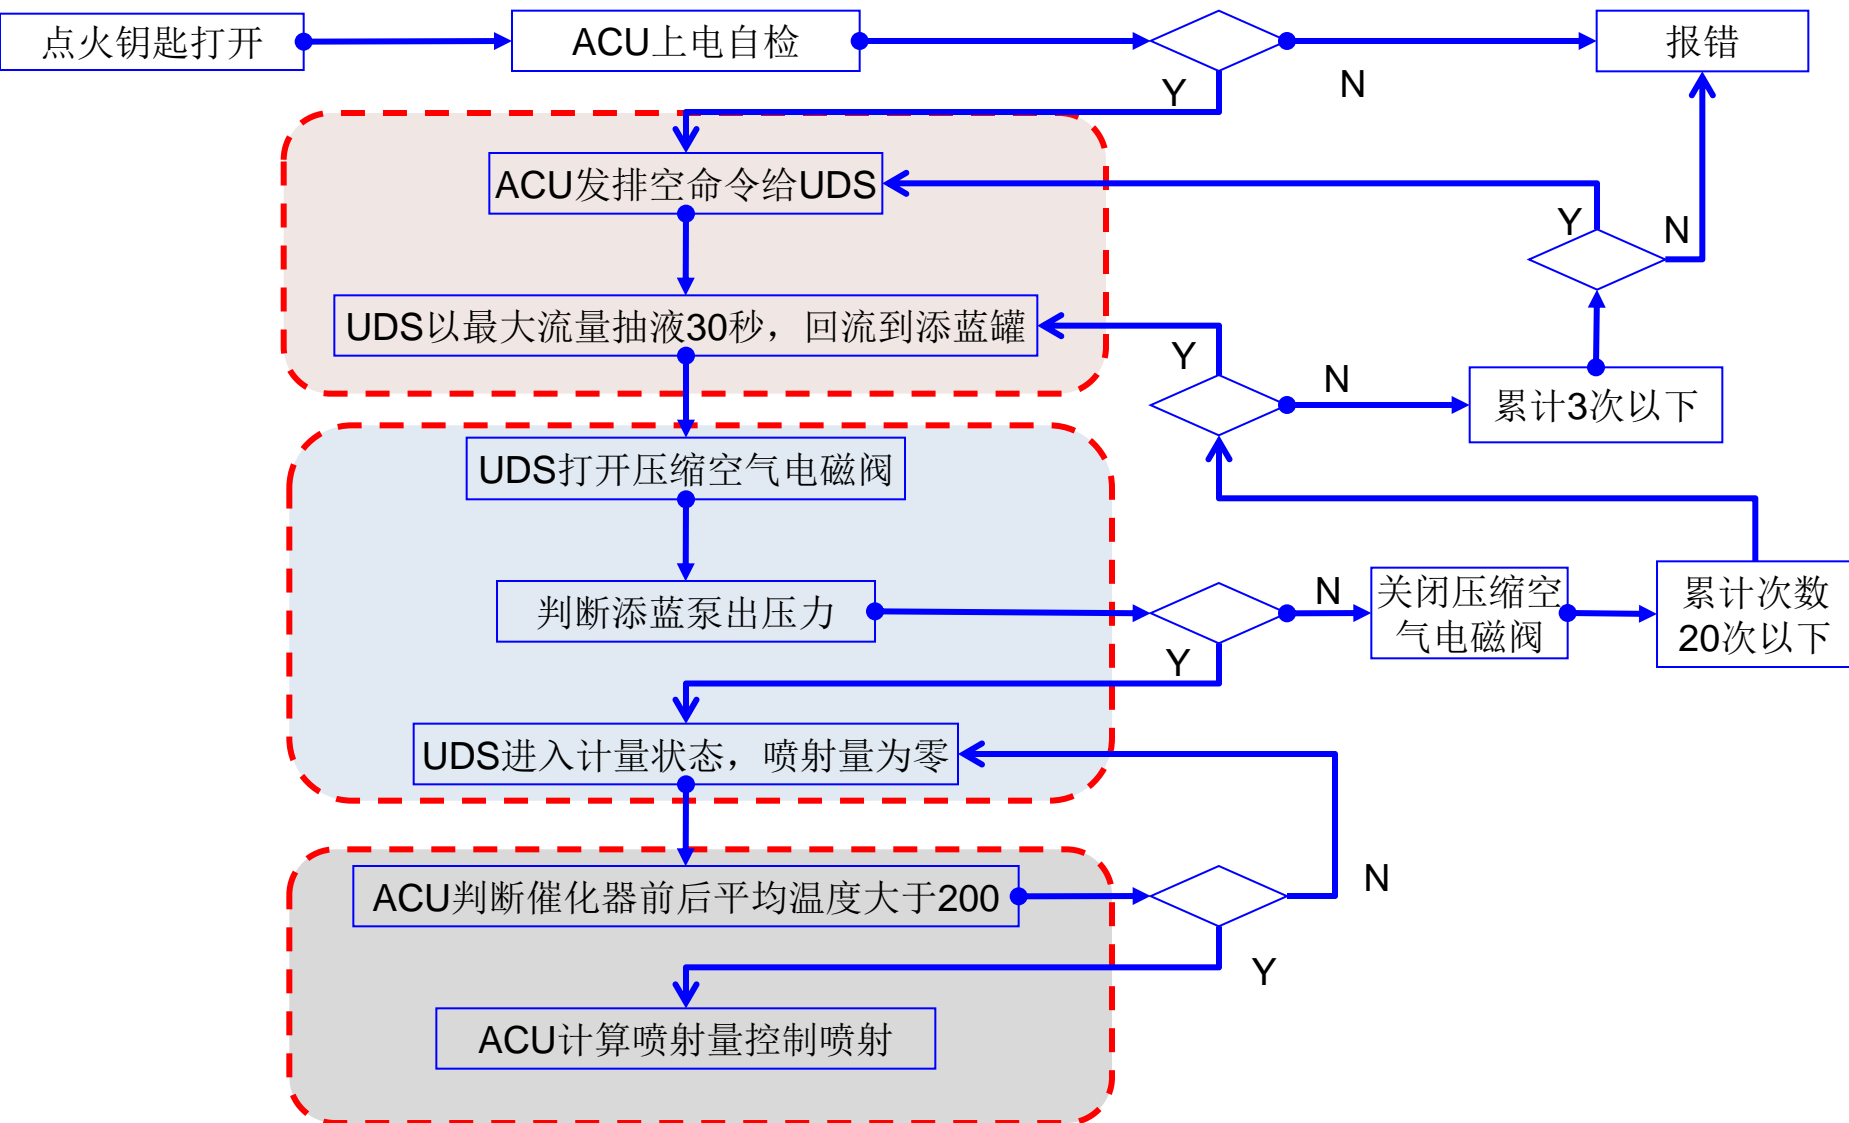 点火钥匙打开
ACU上电自检
报错
Y
N
ACU发排空命令给UDS
Y
N
UDS以最大流量抽液30秒，回流到添蓝罐
Y
N
累计3次以下
UDS打开压缩空气电磁阀
判断添蓝泵出压力
N
关闭压缩空
气电磁阀
累计次数
20次以下
Y
UDS进入计量状态，喷射量为零
ACU判断催化器前后平均温度大于200
N
Y
ACU计算喷射量控制喷射